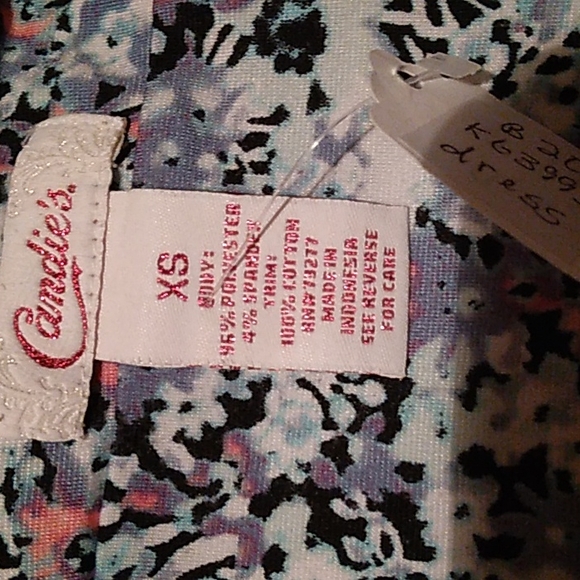 Candie's.
XS
BODY:
96% POLYESTER
4% SPANDEX
TRIM:
100% COTTON
RN#73277
MADE IN
INDONESIA
SEE REVERSE
FOR CARE
K6399
dress